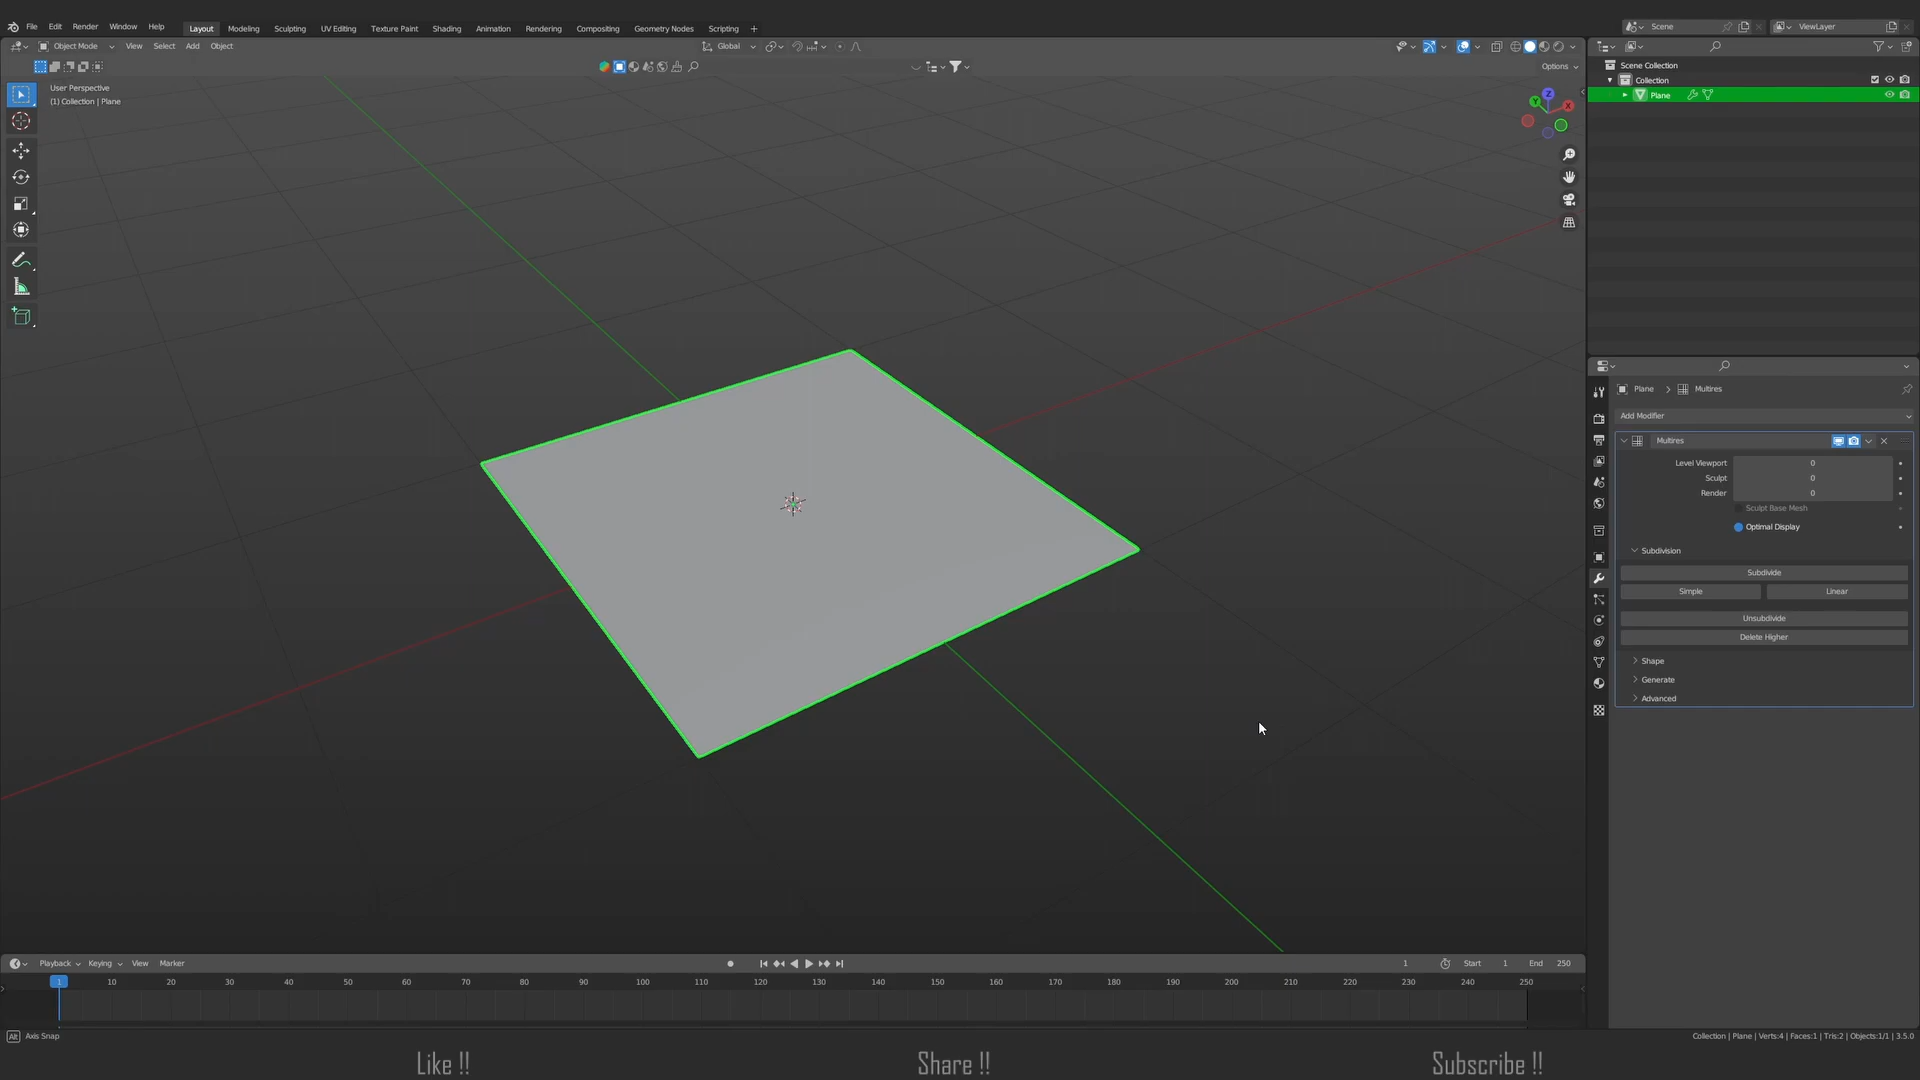 File Edit Render Window Help Layout Modeling Sculpting UV Editing Texture Paint Shading Animation Rendering Compositing Geometry Nodes Scripting + Scene ViewLayer
Object Mode View Select Add Object Global
Options
User Perspective
(1) Collection | Plane
Z
Y
X
Scene Collection
Collection
Plane
Plane > Multires
Add Modifier
Multires
Level Viewport 0
Sculpt 0
Render 0
Sculpt Base Mesh
Optimal Display
Subdivision
Subdivide
Simple Linear
Unsubdivide
Delete Higher
Shape
Generate
Advanced
Playback Keying View Marker 1 Start 1 End 250
1 10 20 30 40 50 60 70 80 90 100 110 120 130 140 150 160 170 180 190 200 210 220 230 240 250
Alt Axis Snap
Collection | Plane | Verts:4 | Faces:1 | Tris:2 | Objects:1/1 | 3.5.0
Like !! Share !! Subscribe !!